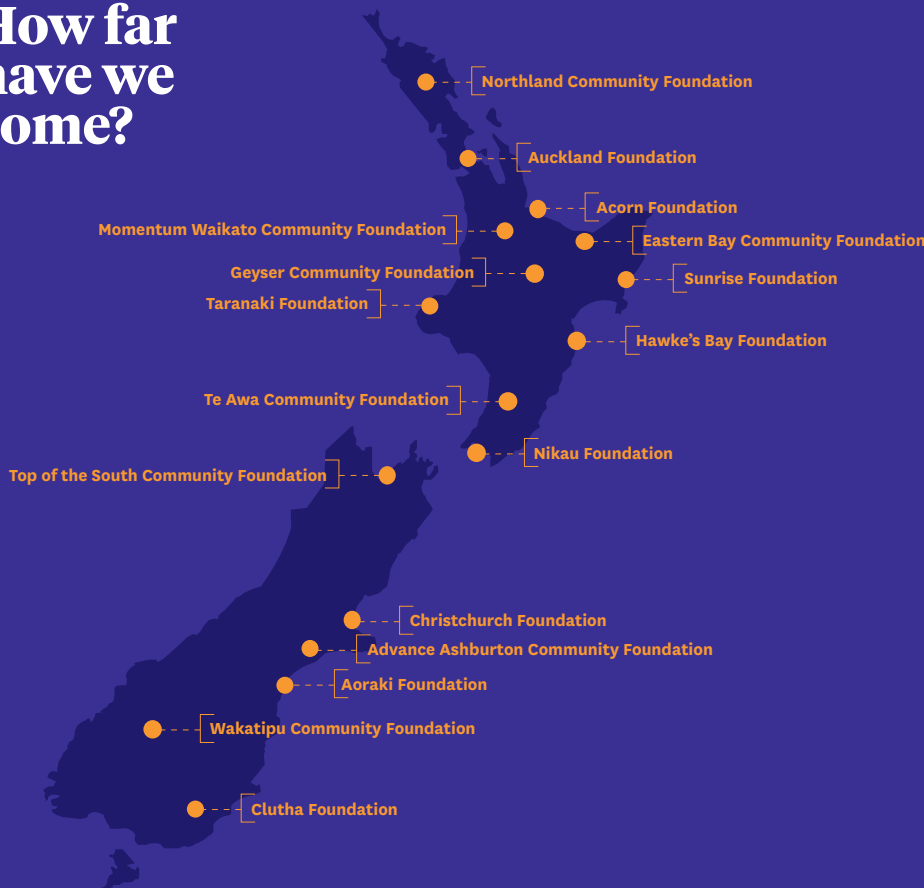 How far
have we
come?
Northland Community Foundation
Auckland Foundation
Acorn Foundation
Momentum Waikato Community Foundation
Eastern Bay Community Foundation
Geyser Community Foundation
Sunrise Foundation
Taranaki Foundation
Hawke's Bay Foundation
Te Awa Community Foundation
Nikau Foundation
Top of the South Community Foundation
Christchurch Foundation
Advance Ashburton Community Foundation
Aoraki Foundation
Wakatipu Community Foundation
Clutha Foundation